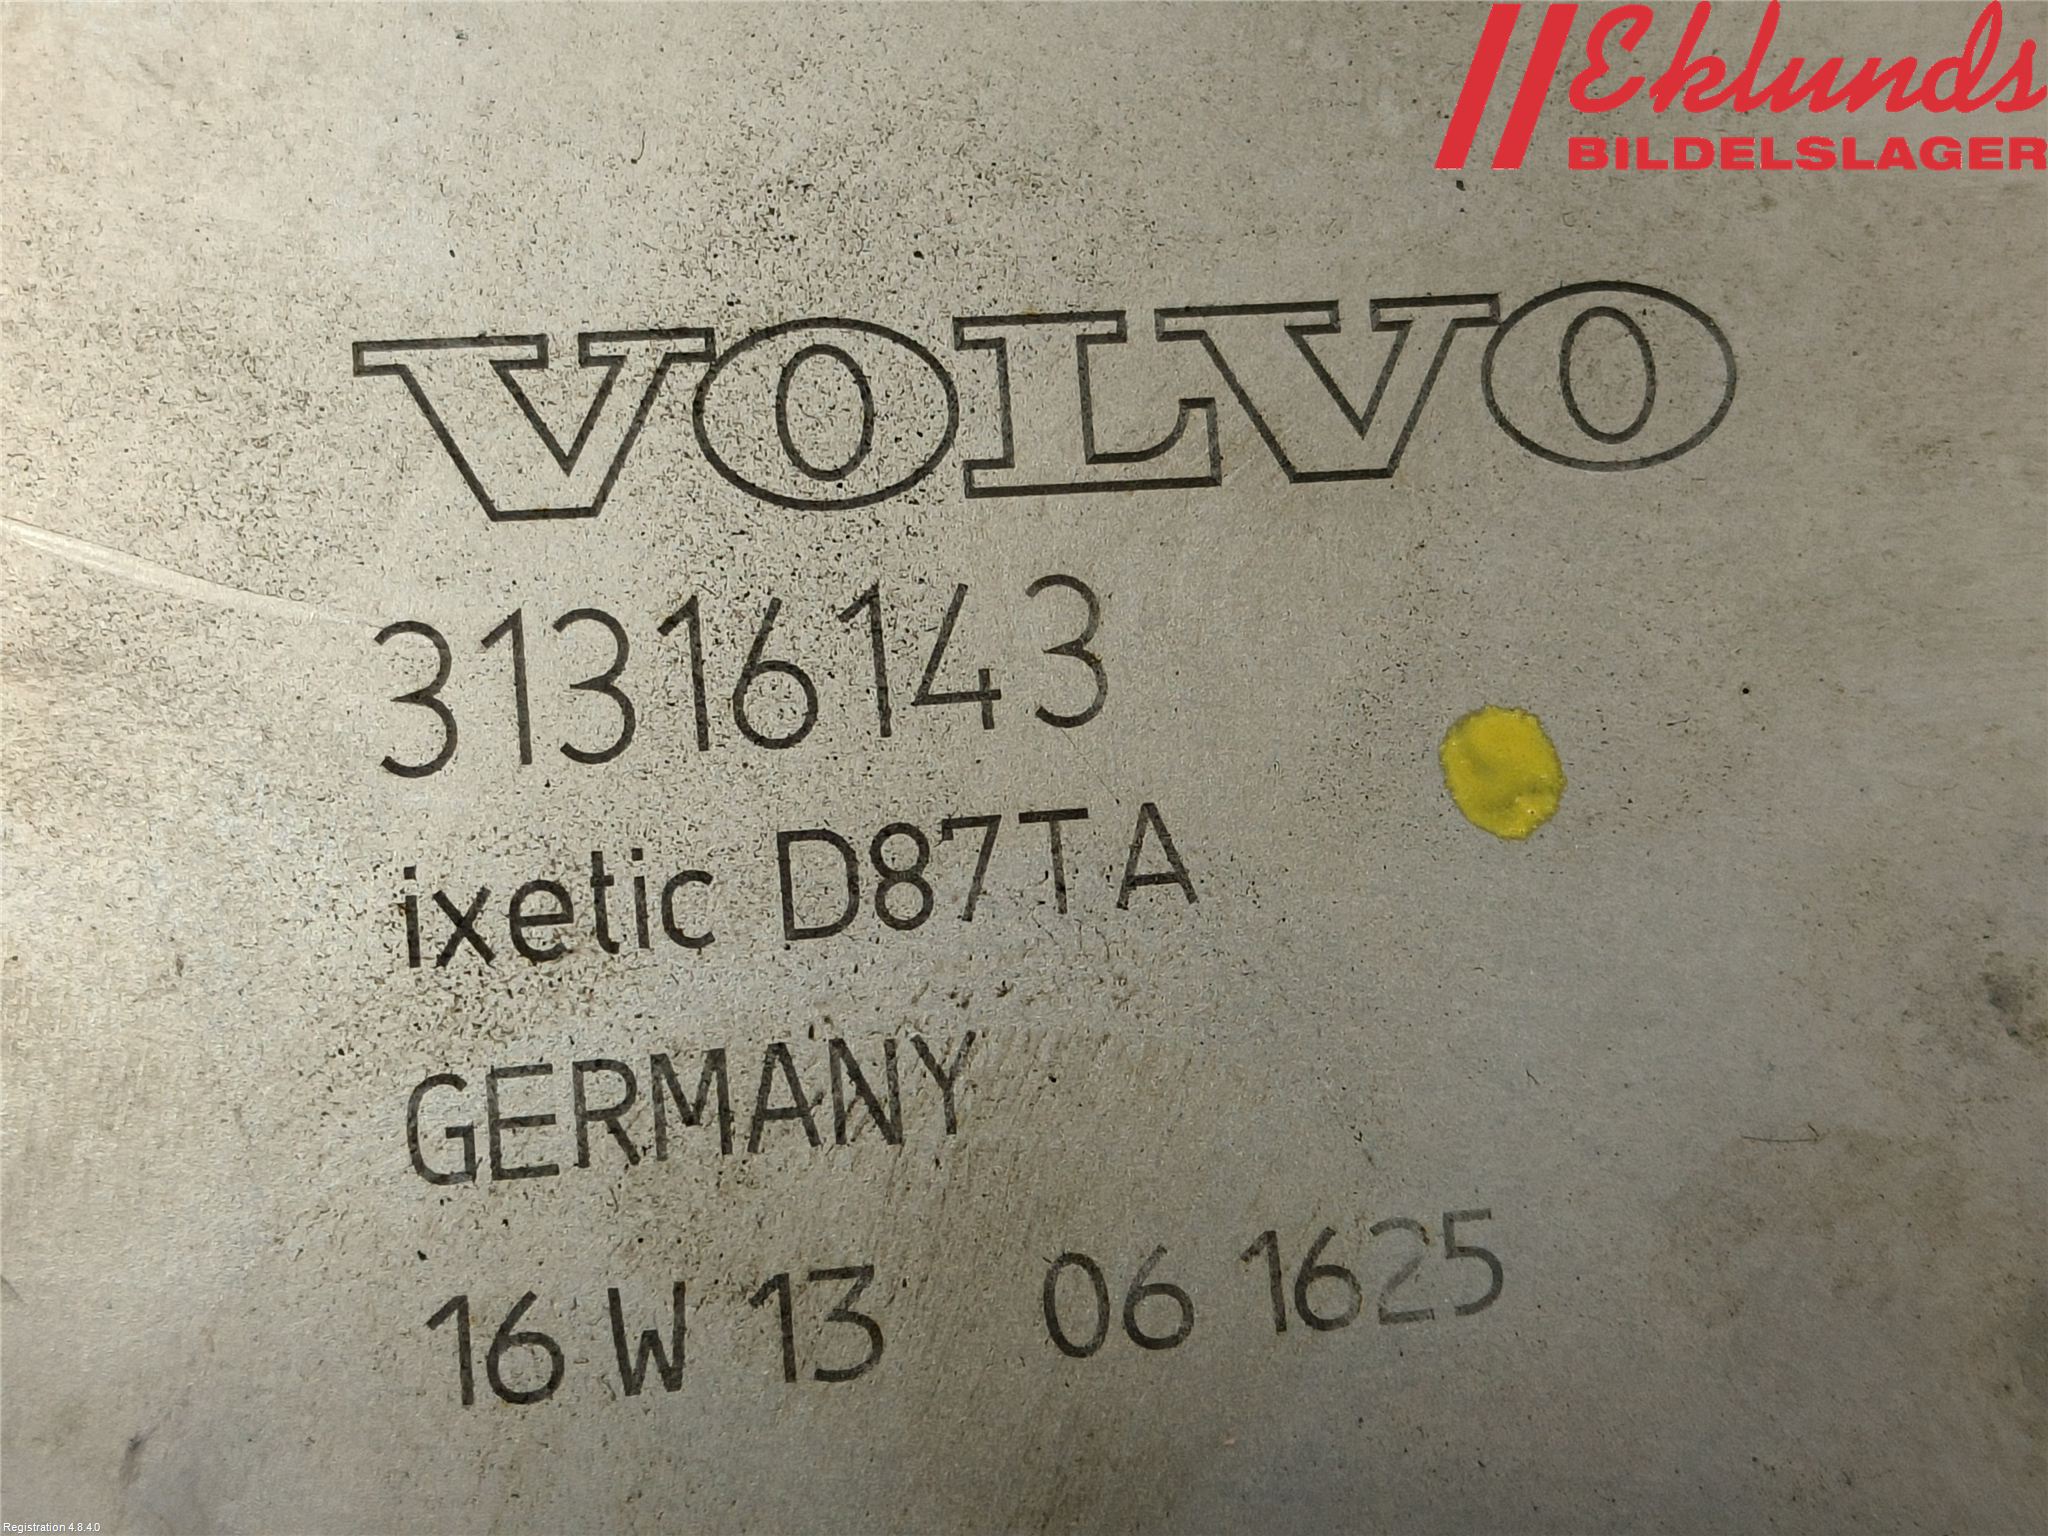 Eklunds
BILDELSLAGER
VOLVO
31316143
ixetic D87TA
GERMANY
16 W 13 06 1625
Registration 4.8.4.0